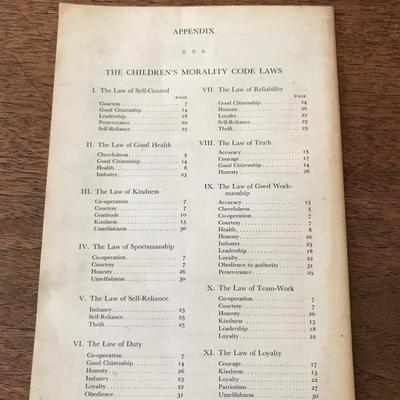 APPENDIX
THE CHILDREN'S MORALITY CODE LAWS
I. The Law of Self-Control
PAGE
Courtesy 7
Good Citizenship 14
Leadership 18
Perseverance 29
Self-Reliance 25
II. The Law of Good Health
Cheerfulness 5
Good Citizenship 14
Health 8
Industry 23
III. The Law of Kindness
Co-operation 7
Courtesy 7
Gratitude 10
Kindness 13
Unselfishness 30
IV. The Law of Sportsmanship
Co-operation 7
Courtesy 7
Honesty 26
Unselfishness 30
V. The Law of Self-Reliance
Industry 23
Self-Reliance 25
Thrift 25
VI. The Law of Duty
Co-operation 7
Good Citizenship 14
Honesty 26
Industry 23
Loyalty 22
Obedience 31
VII. The Law of Reliability
PAGE
Good Citizenship 14
Honesty 26
Loyalty 22
Self-Reliance 25
Thrift 25
VIII. The Law of Truth
Accuracy 15
Courage 17
Good Citizenship 14
Honesty 26
IX. The Law of Good Work-
manship
Accuracy 15
Cheerfulness 5
Courtesy 7
Health 8
Honesty 26
Industry 23
Leadership 18
Loyalty 22
Obedience to authority 31
Perseverance 29
X. The Law of Team-Work
Co-operation 7
Courtesy 7
Honesty 26
Kindness 13
Leadership 18
Loyalty 22
XI. The Law of Loyalty
Courage 17
Kindness 13
Loyalty 22
Patriotism 27
Unselfishness 30